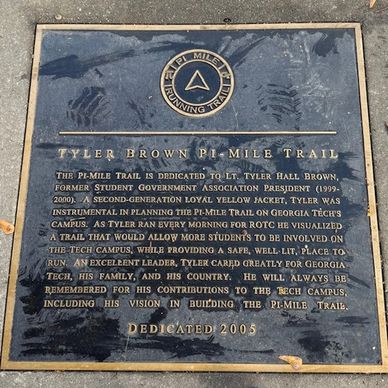 PI MILE
RUNNING TRAIL
TYLER BROWN PI-MILE TRAIL
THE PI-MILE TRAIL IS DEDICATED TO LT. TYLER HALL BROWN,
FORMER STUDENT GOVERNMENT ASSOCIATION PRESIDENT (1999-
2000). A SECOND-GENERATION LOYAL YELLOW JACKET, TYLER WAS
INSTRUMENTAL IN PLANNING THE PI-MILE TRAIL ON GEORGIA TECH'S
CAMPUS. AS TYLER RAN EVERY MORNING FOR ROTC HE VISUALIZED
A TRAIL THAT WOULD ALLOW MORE STUDENTS TO BE INVOLVED ON
THE TECH CAMPUS, WHILE PROVIDING A SAFE, WELL-LIT, PLACE TO
RUN. AN EXCELLENT LEADER, TYLER CARED GREATLY FOR GEORGIA
TECH, HIS FAMILY, AND HIS COUNTRY. HE WILL ALWAYS BE
REMEMBERED FOR HIS CONTRIBUTIONS TO THE TECH CAMPUS,
INCLUDING HIS VISION IN BUILDING THE PI-MILE TRAIL.
DEDICATED 2005